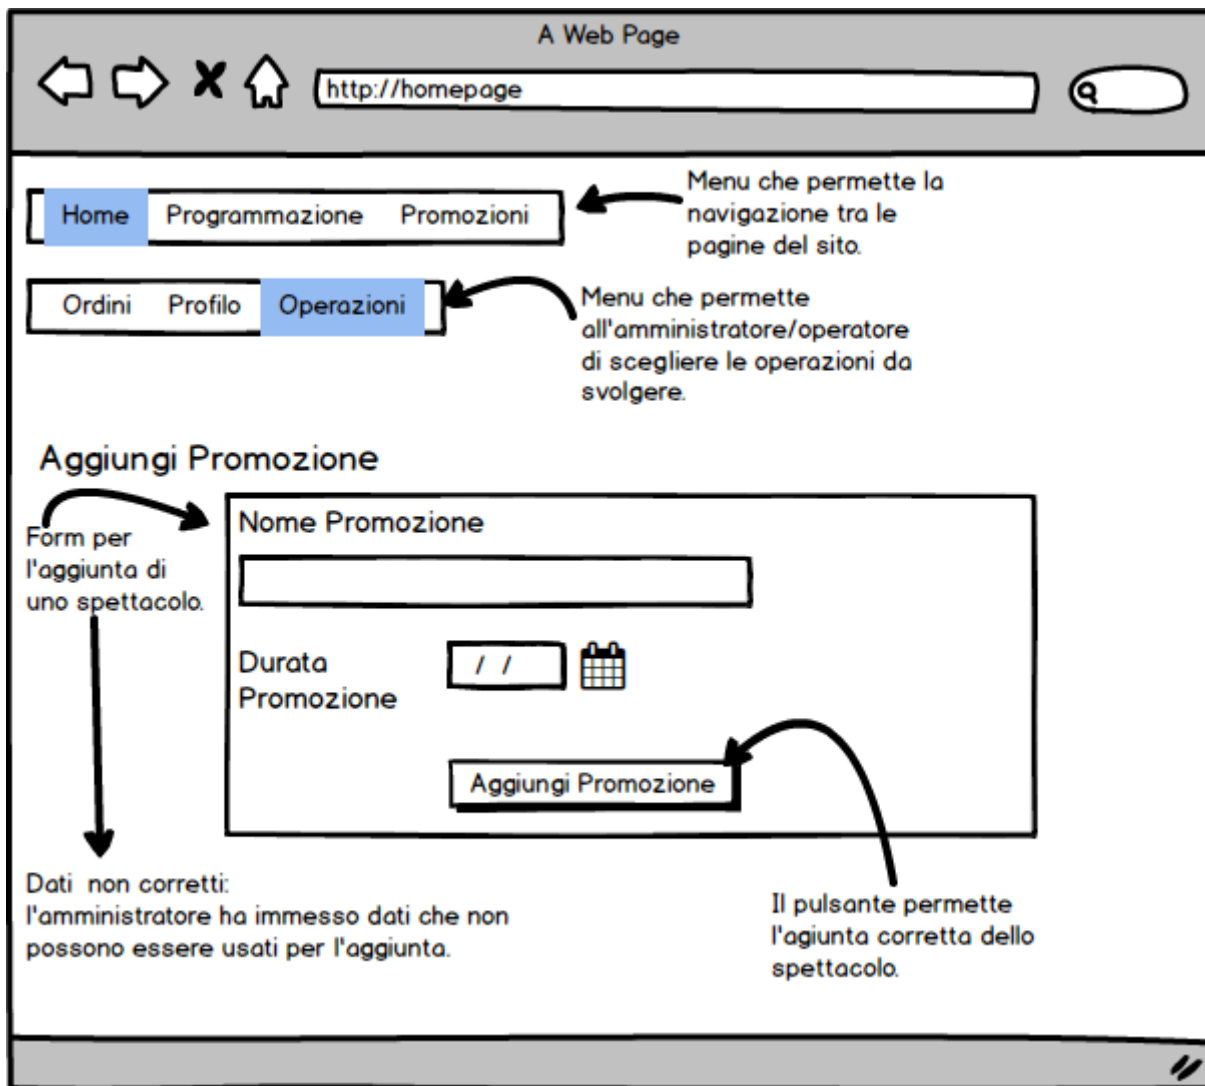 A Web Page
http://homepage
Home Programmazione Promozioni
Menu che permette la
navigazione tra le
pagine del sito.
Ordini Profilo Operazioni
Menu che permette
all'amministratore/operatore
di scegliere le operazioni da
svolgere.
Aggiungi Promozione
Form per
l'aggiunta di
uno spettacolo.
Nome Promozione
Durata
Promozione
/ /
Aggiungi Promozione
Dati non corretti:
l'amministratore ha immesso dati che non
possono essere usati per l'aggiunta.
Il pulsante permette
l'agiunta corretta dello
spettacolo.